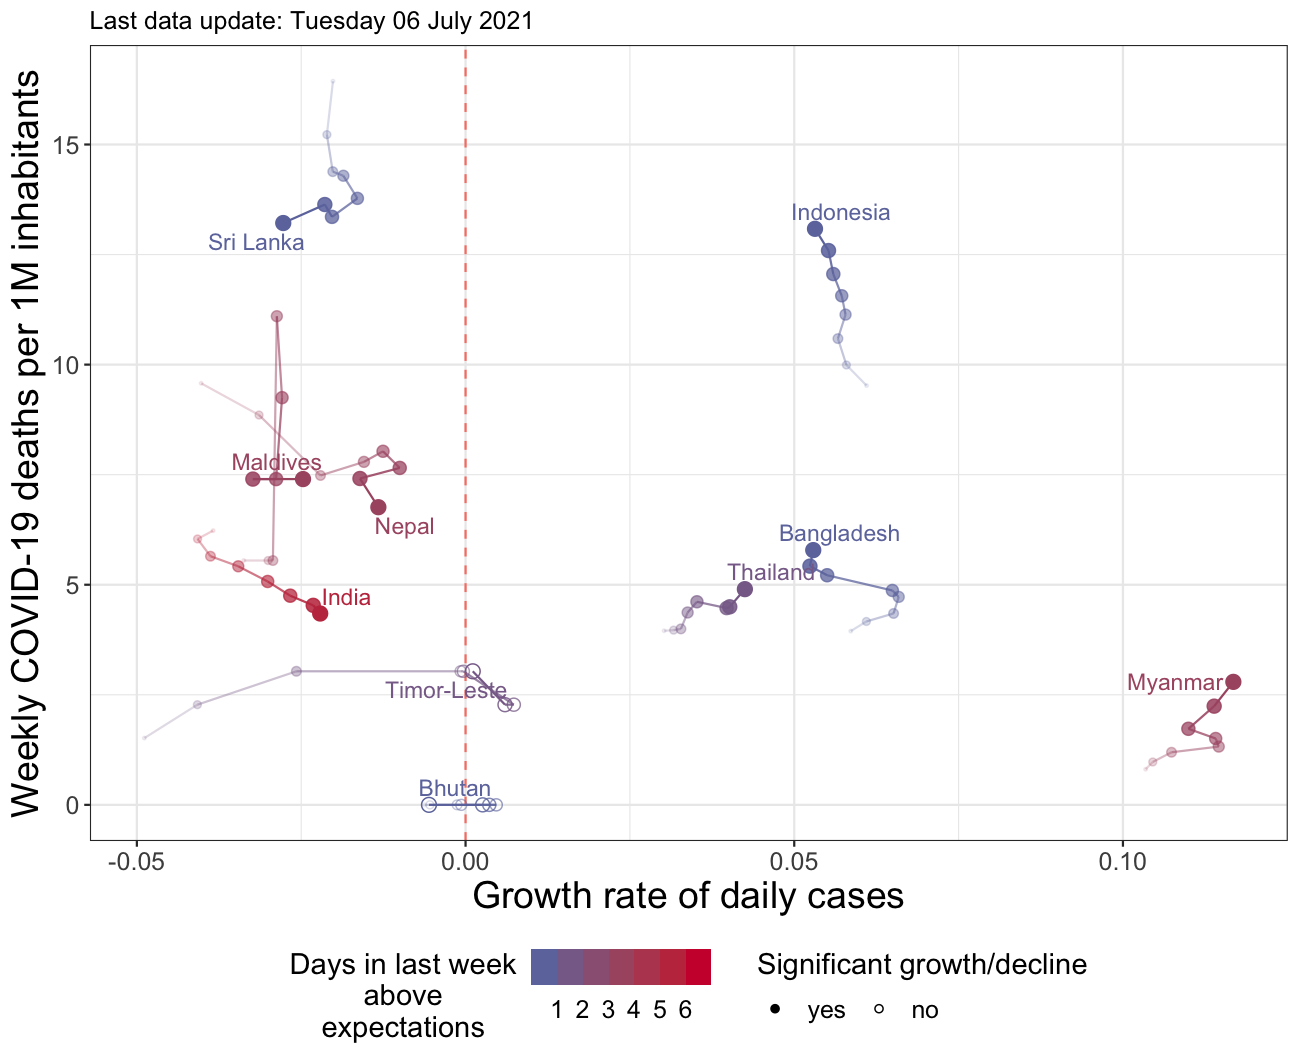 Last data update: Tuesday 06 July 2021
Weekly COVID-19 deaths per 1M inhabitants
15
10
5
0
Sri Lanka
Indonesia
Maldives
Nepal
Bangladesh
Thailand
India
Timor-Leste
Myanmar
Bhutan
-0.05
0.00
0.05
0.10
Growth rate of daily cases
Days in last week
above
expectations
1 2 3 4 5 6
Significant growth/decline
yes no